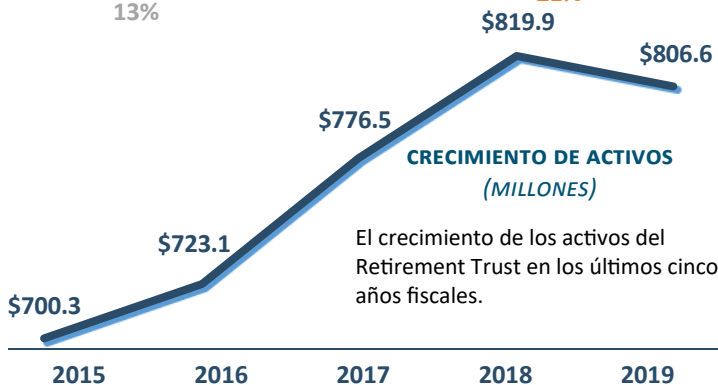 13%
$819.9
$806.6
$776.5
CRECIMIENTO DE ACTIVOS
(MILLONES)
$723.1
El crecimiento de los activos del
Retirement Trust en los últimos cinco
años fiscales.
$700.3
2015 2016 2017 2018 2019